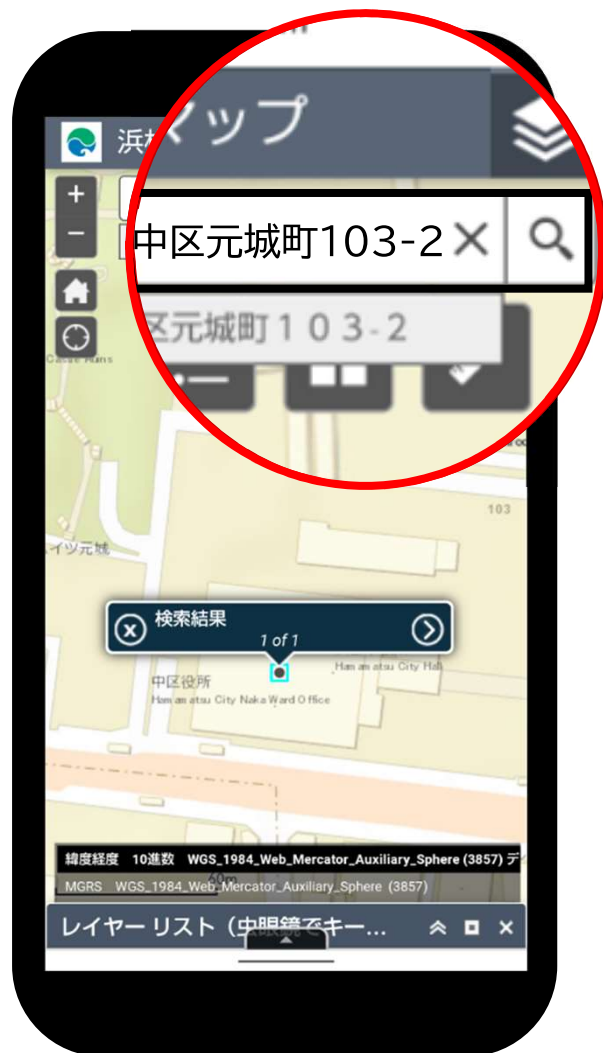 マップ
浜
中区元城町103-2
区元城町１０３-２
103
イツ元城
検索結果
1 of 1
中区役所
Hamamatsu City Hall
Hamamatsu City Naka Ward Office
緯度経度 10進数 WGS_1984_Web_Mercator_Auxiliary_Sphere (3857) デ
60m
MGRS WGS_1984_Web_Mercator_Auxiliary_Sphere (3857)
レイヤー リスト（虫眼鏡でキー...